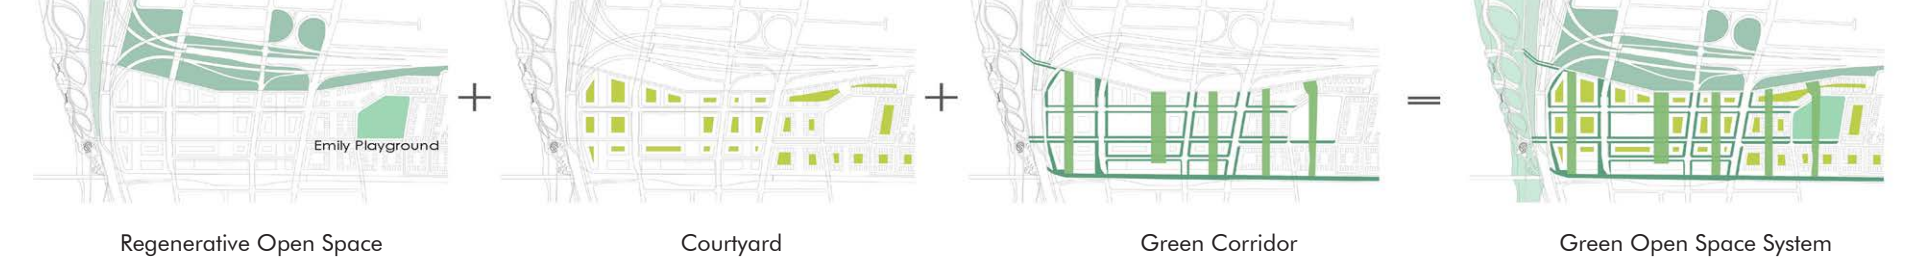 Emily Playground
+
+
=
Regenerative Open Space
Courtyard
Green Corridor
Green Open Space System